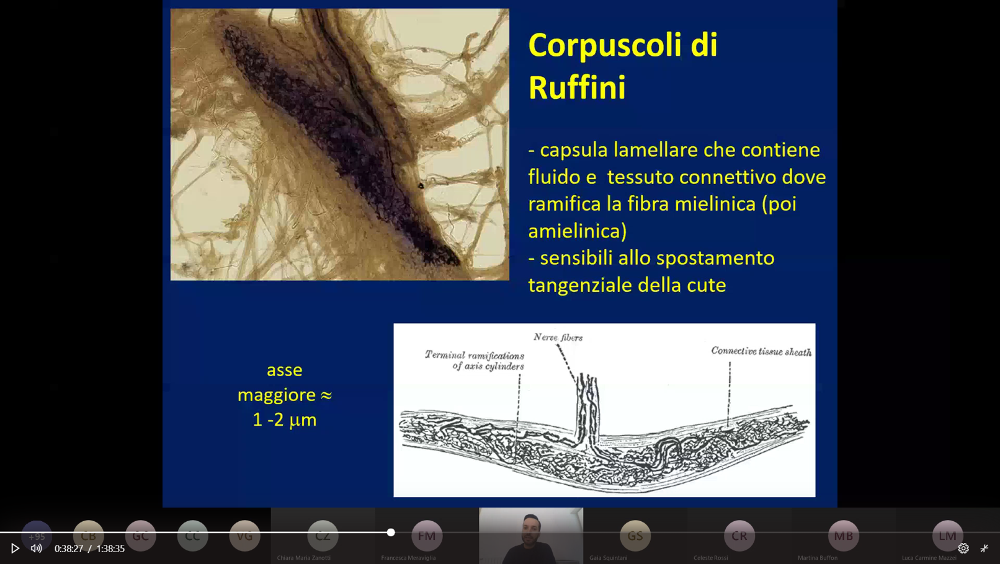 Corpuscoli di
Ruffini
- capsula lamellare che contiene
fluido e tessuto connettivo dove
ramifica la fibra mielinica (poi
amielinica)
- sensibili allo spostamento
tangenziale della cute
asse
maggiore ≈
1 -2 μm
Nerve fibers
Terminal ramifications
of axis cylinders
Connective tissue sheath
+95
CB
GC
CC
VG
CZ
FM
GS
CR
MB
LM
0:38:27 / 1:38:35
Chiara Maria Zanotti
Francesca Meraviglia
Gaia Squintani
Celeste Rossi
Martina Buffon
Luca Carmine Mazzei